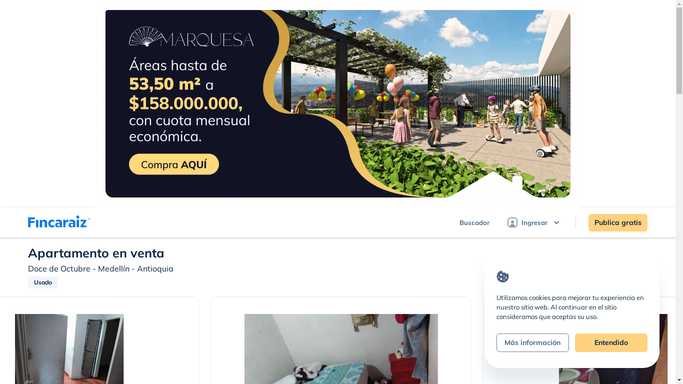 MARQUESA
Áreas hasta de
53,50 m² a
$158.000.000,
con cuota mensual
económica.
Compra AQUÍ
Fincaraiz
Buscador
Ingresar
Publica gratis
Apartamento en venta
Doce de Octubre - Medellín - Antioquia
Usado
Utilizamos cookies para mejorar tu experiencia en
nuestro sitio web. Al continuar en el sitio
consideramos que aceptas su uso.
Más información
Entendido